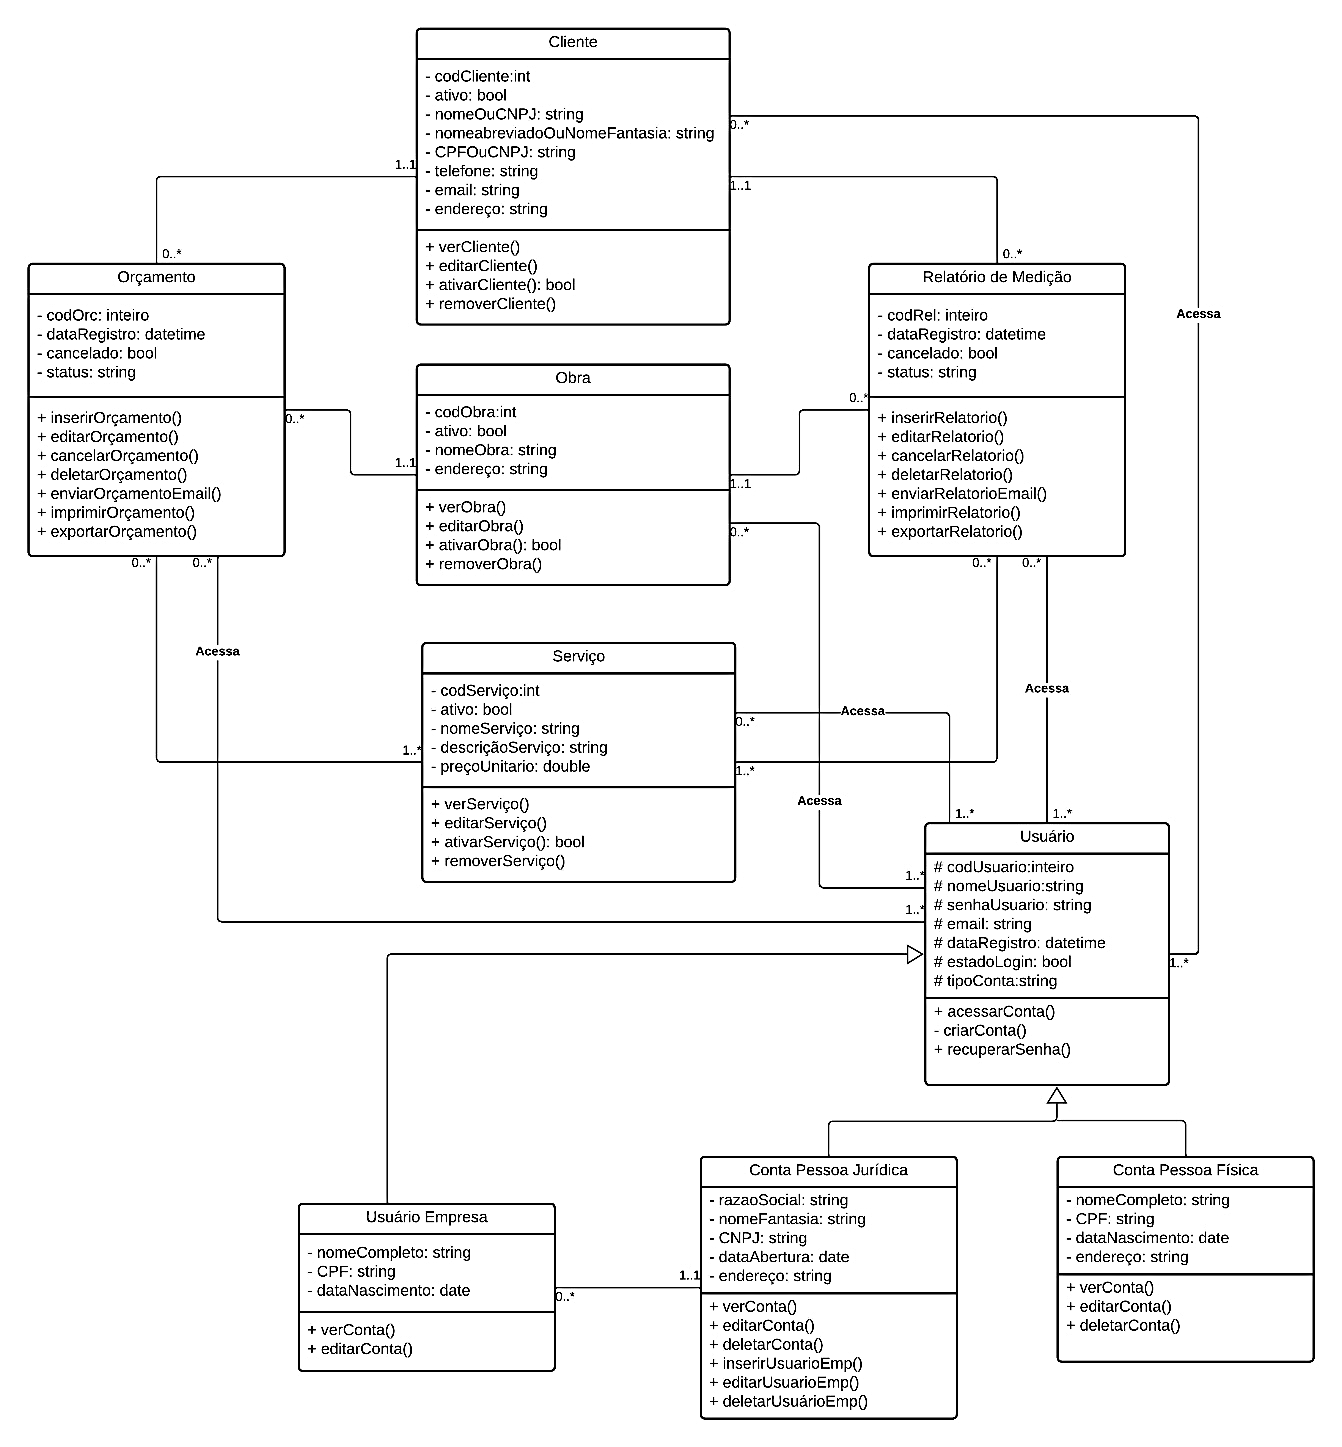 Cliente
- codCliente:int
- ativo: bool
- nomeOuCNPJ: string
- nomeabreviadoOuNomeFantasia: string
- CPFOuCNPJ: string
- telefone: string
- email: string
- endereço: string
+ verCliente()
+ editarCliente()
+ ativarCliente(): bool
+ removerCliente()
1..1
0..*
1..1
0..*
0..*
Acessa
Orçamento
- codOrc: inteiro
- dataRegistro: datetime
- cancelado: bool
- status: string
+ inserirOrçamento()
+ editarOrçamento()
+ cancelarOrçamento()
+ deletarOrçamento()
+ enviarOrçamentoEmail()
+ imprimirOrçamento()
+ exportarOrçamento()
0..*
1..1
0..*
0..*
Acessa
Obra
- codObra:int
- ativo: bool
- nomeObra: string
- endereço: string
+ verObra()
+ editarObra()
+ ativarObra(): bool
+ removerObra()
1..1
0..*
0..*
Relatório de Medição
- codRel: inteiro
- dataRegistro: datetime
- cancelado: bool
- status: string
+ inserirRelatorio()
+ editarRelatorio()
+ cancelarRelatorio()
+ deletarRelatorio()
+ enviarRelatorioEmail()
+ imprimirRelatorio()
+ exportarRelatorio()
0..*
0..*
Acessa
Serviço
- codServiço:int
- ativo: bool
- nomeServiço: string
- descriçãoServiço: string
- preçoUnitario: double
+ verServiço()
+ editarServiço()
+ ativarServiço(): bool
+ removerServiço()
1..*
0..*
Acessa
1..*
Acessa
1..*
1..*
1..*
1..*
1..*
Usuário
# codUsuario:inteiro
# nomeUsuario:string
# senhaUsuario: string
# email: string
# dataRegistro: datetime
# estadoLogin: bool
# tipoConta:string
+ acessarConta()
- criarConta()
+ recuperarSenha()
Usuário Empresa
- nomeCompleto: string
- CPF: string
- dataNascimento: date
+ verConta()
+ editarConta()
0..*
1..1
Conta Pessoa Jurídica
- razaoSocial: string
- nomeFantasia: string
- CNPJ: string
- dataAbertura: date
- endereço: string
+ verConta()
+ editarConta()
+ deletarConta()
+ inserirUsuarioEmp()
+ editarUsuarioEmp()
+ deletarUsuárioEmp()
Conta Pessoa Física
- nomeCompleto: string
- CPF: string
- dataNascimento: date
- endereço: string
+ verConta()
+ editarConta()
+ deletarConta()